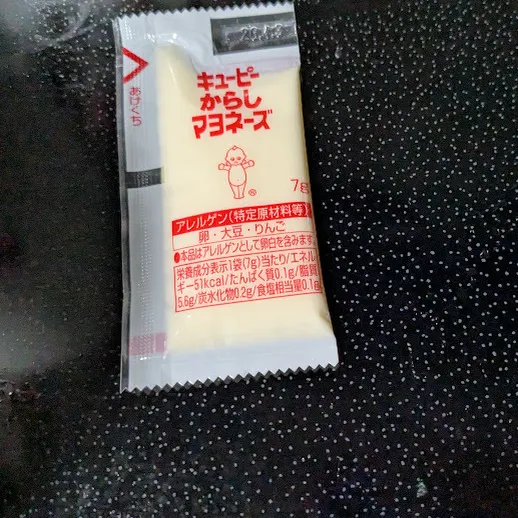 あけくち
キューピー
からし
マヨネーズ
®
7g
アレルゲン(特定原材料等)
卵・大豆・りんご
●本品はアレルゲンとして卵白を含みます。
栄養成分表示1袋(7g)当たり/エネル
ギー51kcal/たんぱく質0.1g/脂質
5.6g/炭水化物0.2g/食塩相当量0.1g